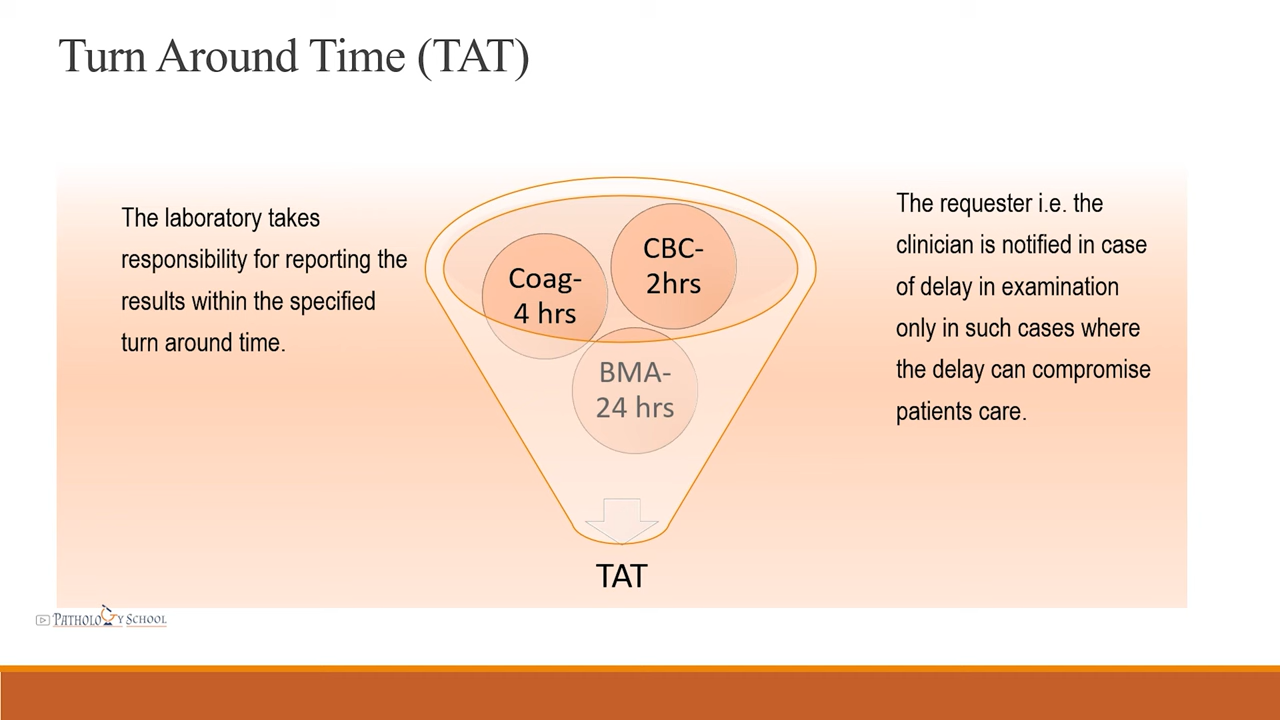 Turn Around Time (TAT)
The laboratory takes
responsibility for reporting the
results within the specified
turn around time.
Coag-
4 hrs
CBC-
2hrs
BMA-
24 hrs
TAT
The requester i.e. the
clinician is notified in case
of delay in examination
only in such cases where
the delay can compromise
patients care.
PATHOLOGY SCHOOL